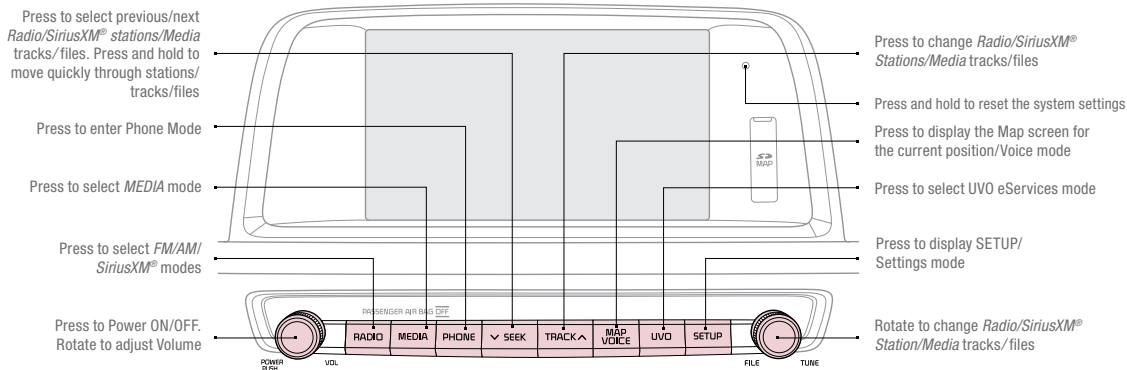 Press to select previous/next
Radio/SiriusXM® stations/Media
tracks/files. Press and hold to
move quickly through stations/
tracks/files
Press to enter Phone Mode
Press to select MEDIA mode
Press to select FM/AM/
SiriusXM® modes
Press to Power ON/OFF.
Rotate to adjust Volume
Press to change Radio/SiriusXM®
Stations/Media tracks/files
Press and hold to reset the system settings
Press to display the Map screen for
the current position/Voice mode
Press to select UVO eServices mode
Press to display SETUP/
Settings mode
Rotate to change Radio/SiriusXM®
Station/Media tracks/files
SD
MAP
PASSENGER AIR BAG OFF
RADIO
MEDIA
PHONE
∨ SEEK
TRACK ∧
MAP
VOICE
UVO
SETUP
POWER
PUSH
VOL
FILE
TUNE